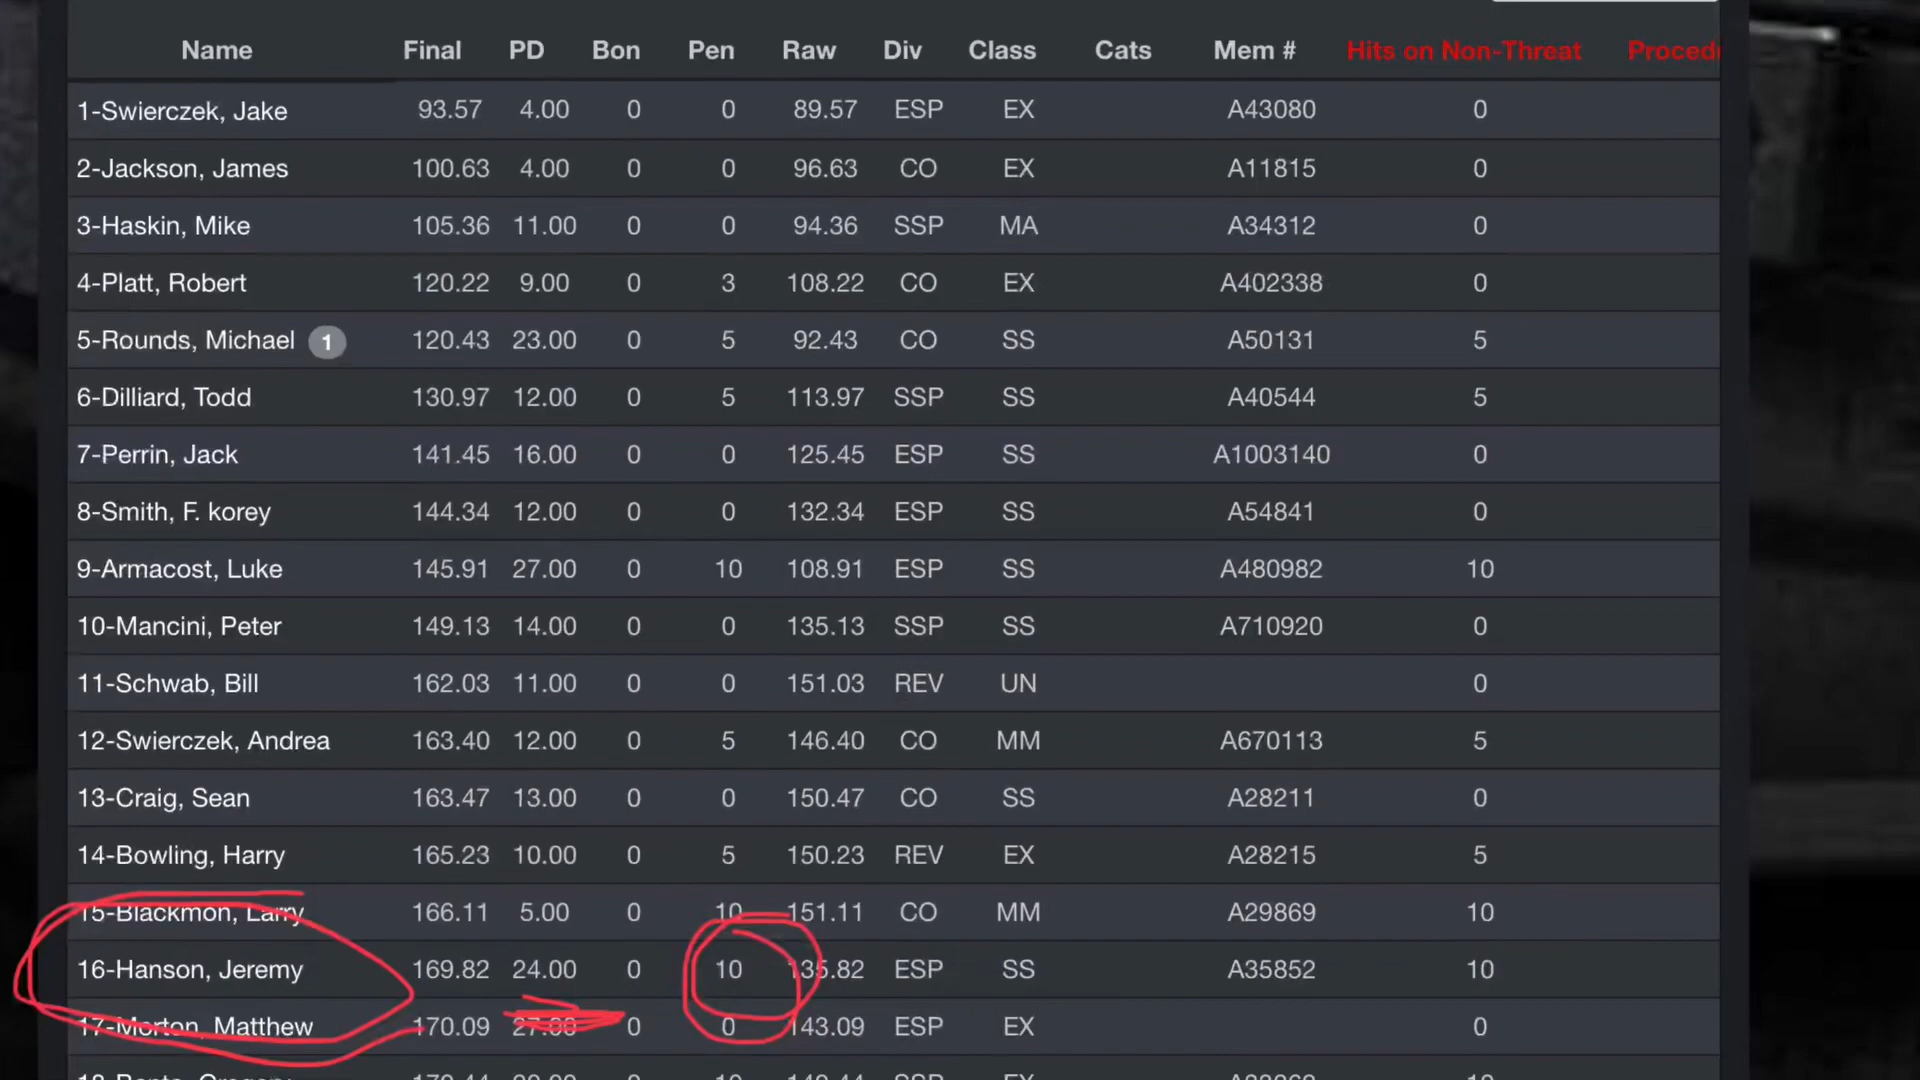 Name Final PD Bon Pen Raw Div Class Cats Mem # Hits on Non-Threat Proced
1-Swierczek, Jake 93.57 4.00 0 0 89.57 ESP EX A43080 0
2-Jackson, James 100.63 4.00 0 0 96.63 CO EX A11815 0
3-Haskin, Mike 105.36 11.00 0 0 94.36 SSP MA A34312 0
4-Platt, Robert 120.22 9.00 0 3 108.22 CO EX A402338 0
5-Rounds, Michael 1 120.43 23.00 0 5 92.43 CO SS A50131 5
6-Dilliard, Todd 130.97 12.00 0 5 113.97 SSP SS A40544 5
7-Perrin, Jack 141.45 16.00 0 0 125.45 ESP SS A1003140 0
8-Smith, F. korey 144.34 12.00 0 0 132.34 ESP SS A54841 0
9-Armacost, Luke 145.91 27.00 0 10 108.91 ESP SS A480982 10
10-Mancini, Peter 149.13 14.00 0 0 135.13 SSP SS A710920 0
11-Schwab, Bill 162.03 11.00 0 0 151.03 REV UN 0
12-Swierczek, Andrea 163.40 12.00 0 5 146.40 CO MM A670113 5
13-Craig, Sean 163.47 13.00 0 0 150.47 CO SS A28211 0
14-Bowling, Harry 165.23 10.00 0 5 150.23 REV EX A28215 5
15-Blackmon, Larry 166.11 5.00 0 10 151.11 CO MM A29869 10
16-Hanson, Jeremy 169.82 24.00 0 10 135.82 ESP SS A35852 10
17-Morton, Matthew 170.09 27.00 0 0 143.09 ESP EX 0